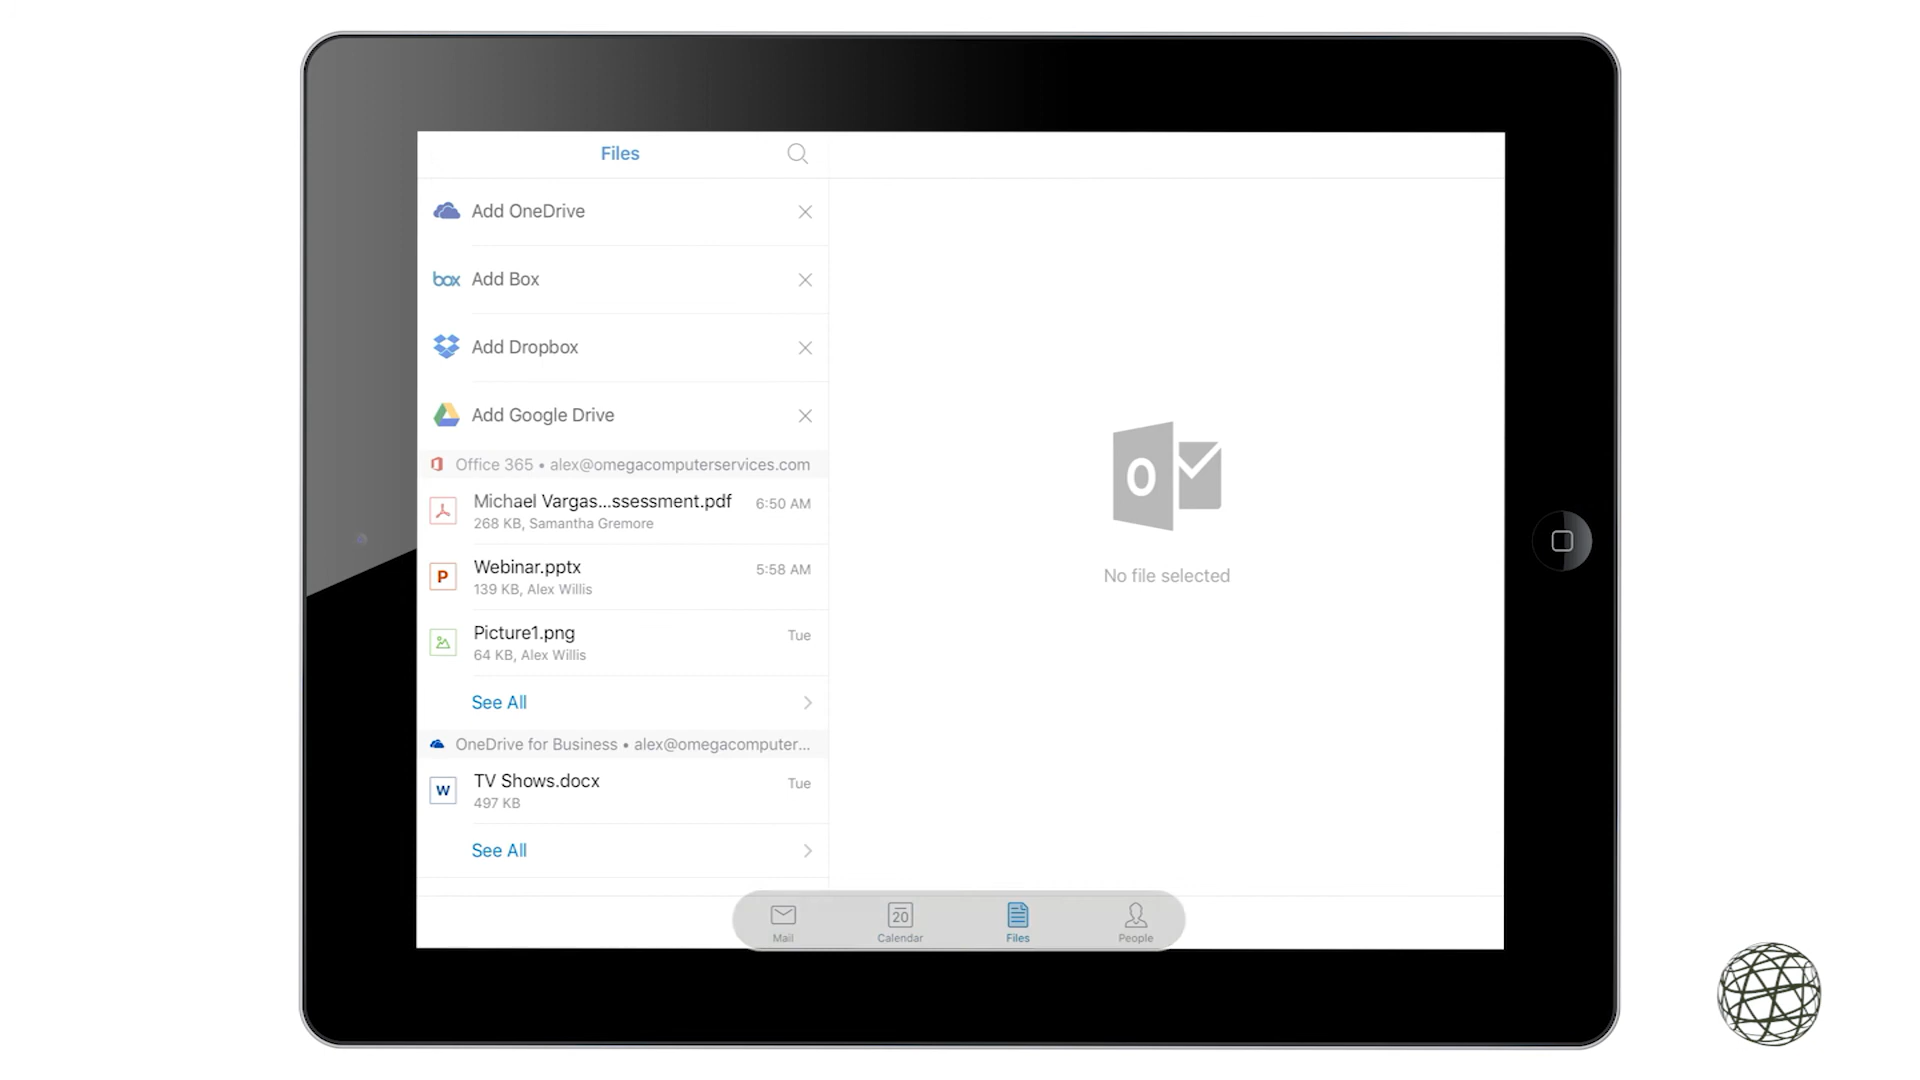 Files
Add OneDrive
box Add Box
Add Dropbox
Add Google Drive
Office 365 • alex@omegacomputerservices.com
Michael Vargas...ssessment.pdf 6:50 AM
268 KB, Samantha Gremore
P Webinar.pptx 5:58 AM
139 KB, Alex Willis
Picture1.png Tue
64 KB, Alex Willis
See All
OneDrive for Business • alex@omegacomputer...
W TV Shows.docx Tue
497 KB
See All
O
No file selected
20
Mail Calendar Files People